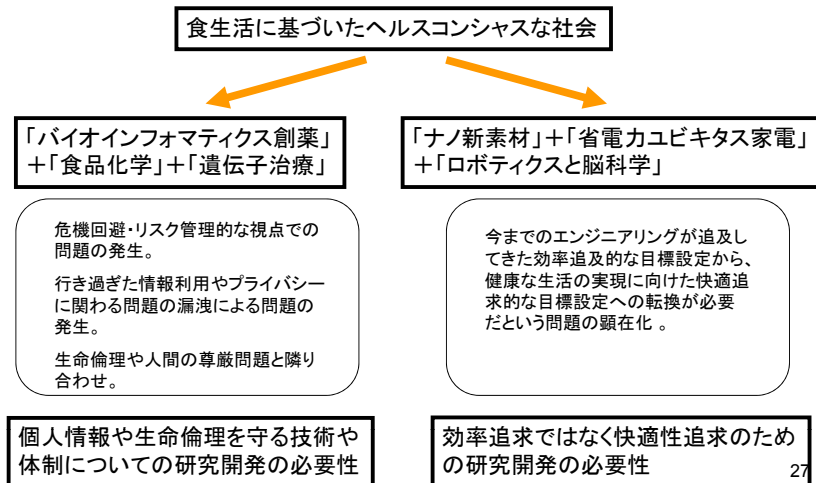 食生活に基づいたヘルスコンシャスな社会
「バイオインフォマティクス創薬」
+「食品化学」+「遺伝子治療」
危機回避・リスク管理的な視点での
問題の発生。
行き過ぎた情報利用やプライバシー
に関わる問題の漏洩による問題の
発生。
生命倫理や人間の尊厳問題と隣り
合わせ。
個人情報や生命倫理を守る技術や
体制についての研究開発の必要性
「ナノ新素材」+「省電力ユビキタス家電」
+「ロボティクスと脳科学」
今までのエンジニアリングが追及し
てきた効率追及的な目標設定から、
健康な生活の実現に向けた快適追
求的な目標設定への転換が必要
だという問題の顕在化 。
効率追求ではなく快適性追求のため
の研究開発の必要性
27